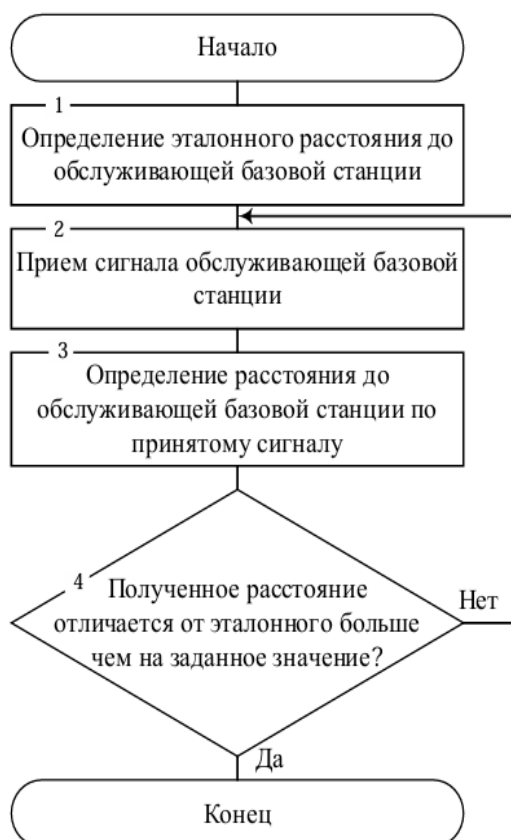 Начало
1
Определение эталонного расстояния до
обслуживающей базовой станции
2
Прием сигнала обслуживающей базовой
станции
3
Определение расстояния до
обслуживающей базовой станции по
принятому сигналу
4
Полученное расстояние
отличается от эталонного больше
чем на заданное значение?
Нет
Да
Конец